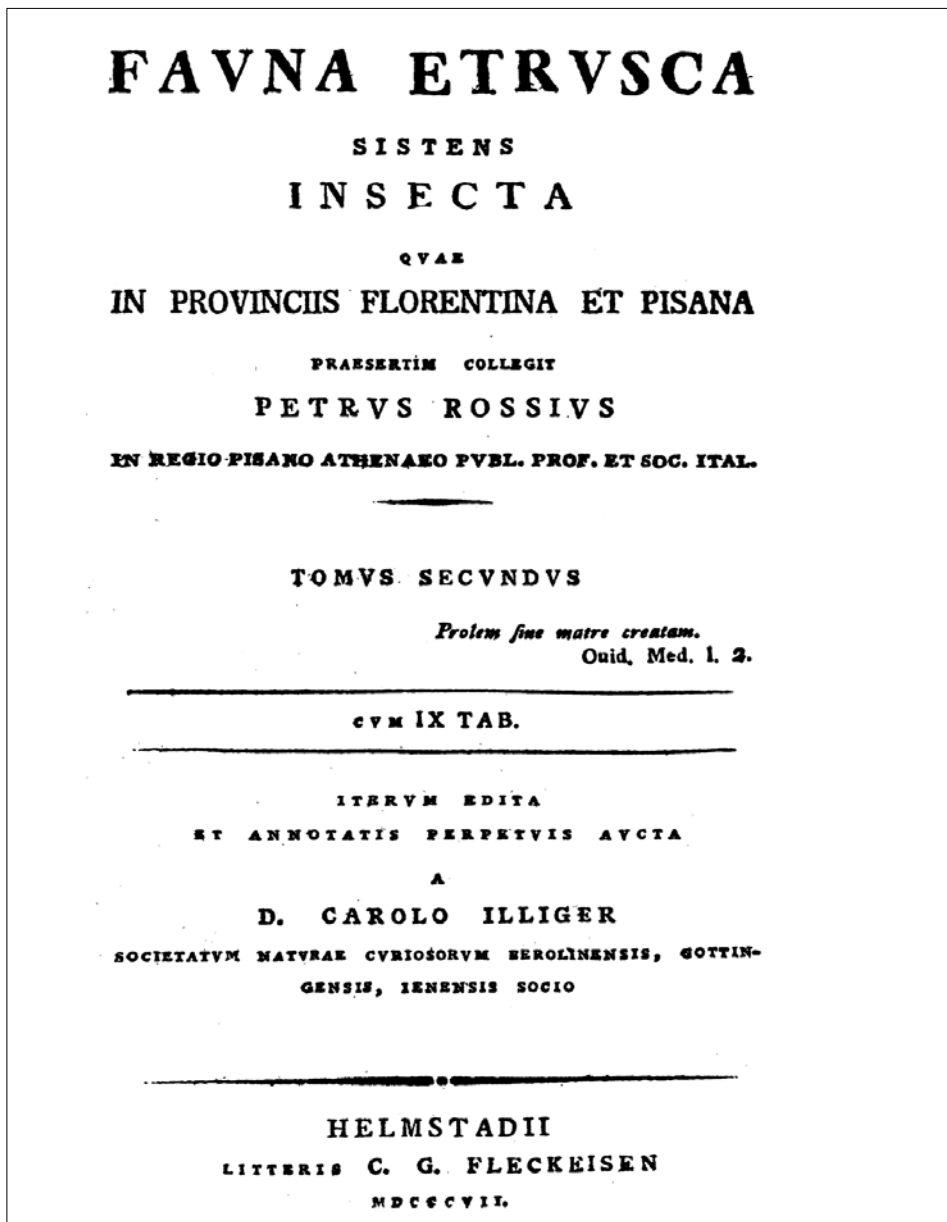 FAVNA ETRVSCA
SISTENS
INSECTA
QVAE
IN PROVINCIIS FLORENTINA ET PISANA
PRAESERTIM COLLEGIT
PETRVS ROSSIVS
IN REGIO PISANO ATHENAEO PVBL. PROF. ET SOC. ITAL.
TOMVS SECVNDVS
Prolem ſine matre creatam.
Ouid. Med. l. 2.
CVM IX TAB.
ITERVM EDITA
ET ANNOTATIS PERPETVIS AVCTA
A
D. CAROLO ILLIGER
SOCIETATVM NATVRAE CVRIOSORVM BEROLINENSIS, GOTTIN-
GENSIS, IENENSIS SOCIO
HELMSTADII
LITTERIS C. G. FLECKEISEN
MDCCCVII.